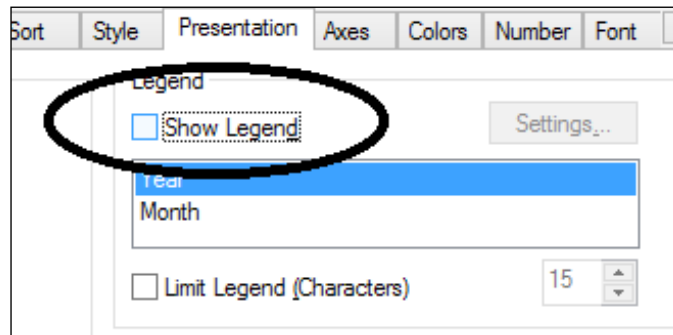 Sort Style Presentation Axes Colors Number Font
Legend
Show Legend
Settings...
Year
Month
Limit Legend (Characters)
15